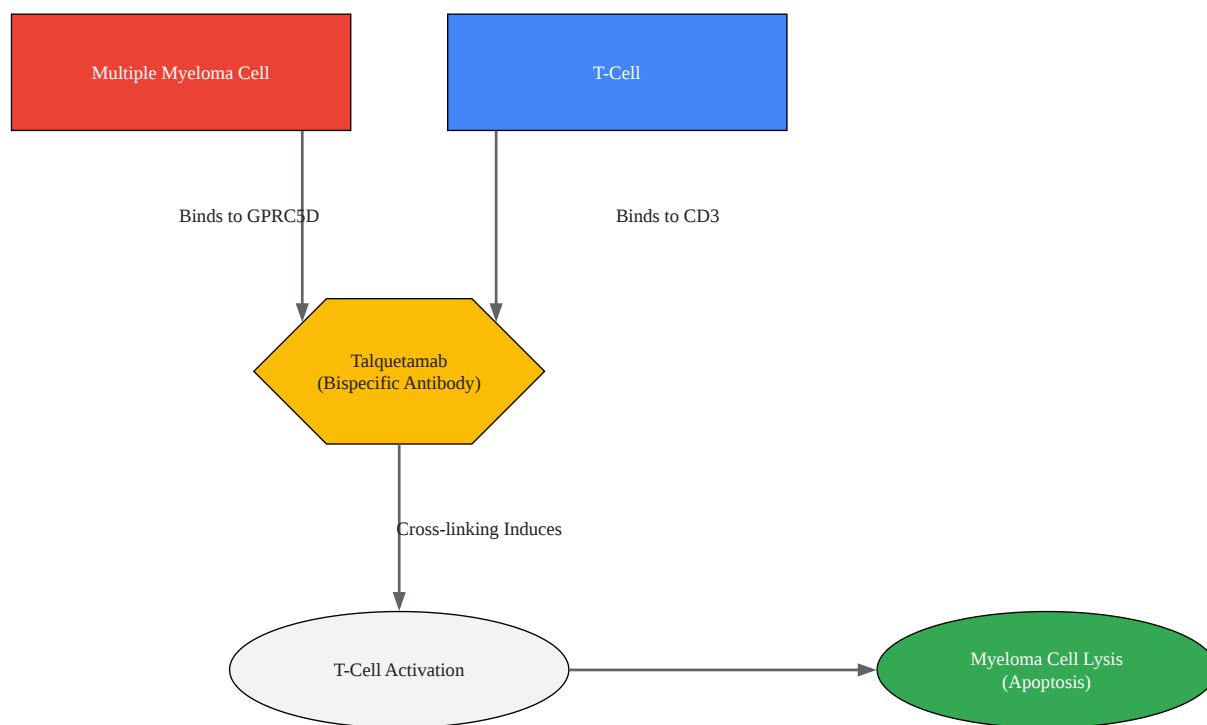 Multiple Myeloma Cell
T-Cell
Binds to GPRC5D
Binds to CD3
Talquetamab
(Bispecific Antibody)
Cross-linking Induces
T-Cell Activation
Myeloma Cell Lysis
(Apoptosis)